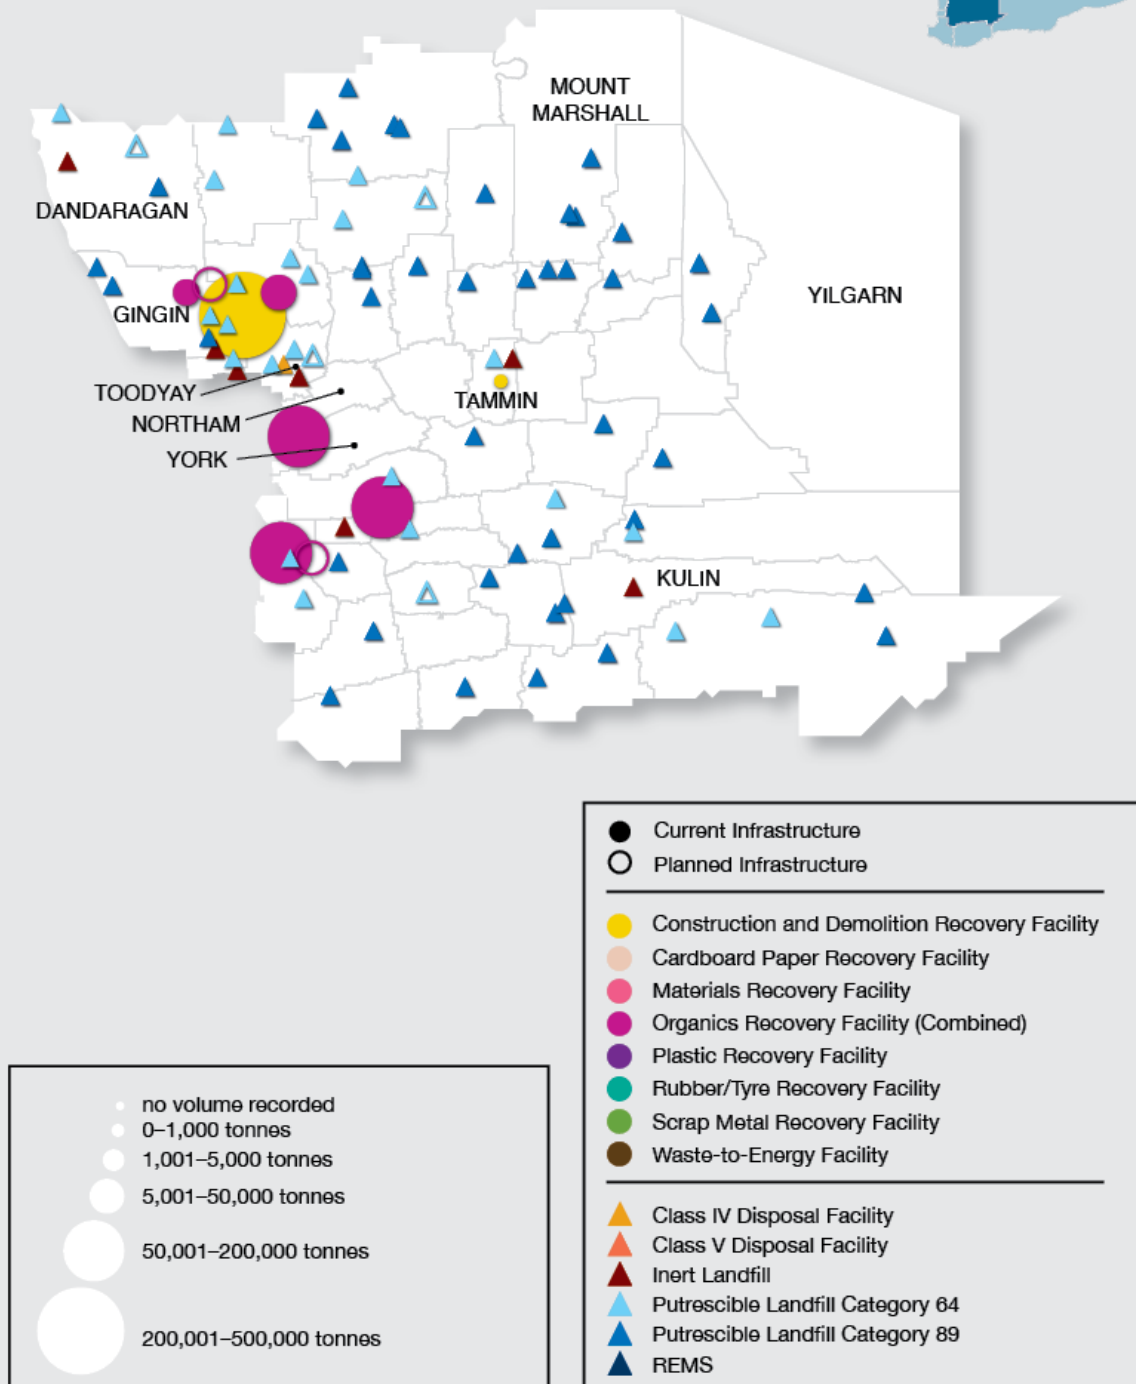 MOUNT
MARSHALL
DANDARAGAN
YILGARN
GINGIN
TOODYAY
TAMMIN
NORTHAM
YORK
KULIN
Current Infrastructure
Planned Infrastructure
Construction and Demolition Recovery Facility
Cardboard Paper Recovery Facility
Materials Recovery Facility
Organics Recovery Facility (Combined)
Plastic Recovery Facility
Rubber/Tyre Recovery Facility
Scrap Metal Recovery Facility
Waste-to-Energy Facility
Class IV Disposal Facility
Class V Disposal Facility
Inert Landfill
Putrescible Landfill Category 64
Putrescible Landfill Category 89
REMS
no volume recorded
0–1,000 tonnes
1,001–5,000 tonnes
5,001–50,000 tonnes
50,001–200,000 tonnes
200,001–500,000 tonnes